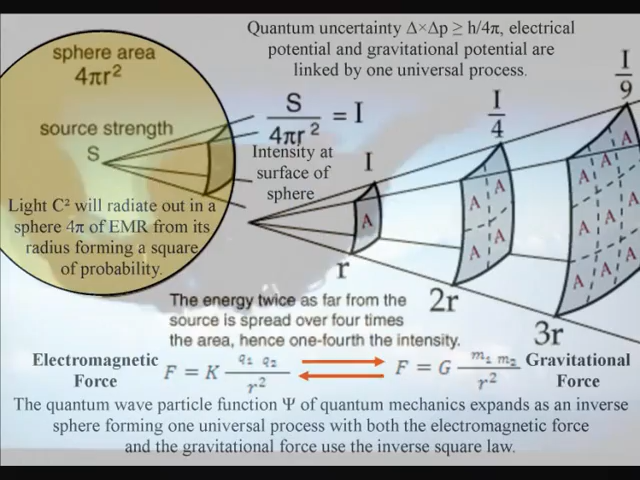 Quantum uncertainty Δ×Δp ≥ h/4π, electrical
potential and gravitational potential are
linked by one universal process.
sphere area
4πr²
source strength
S
S/4πr² = I
Intensity at
surface of
sphere
I
I/4
I/9
Light C² will radiate out in a
sphere 4π of EMR from its
radius forming a square
of probability.
A
A A
A A
A A A
A A A
A A A
r
2r
3r
The energy twice as far from the
source is spread over four times
the area, hence one-fourth the intensity.
Electromagnetic
Force
F = K q₁ q₂/r²
F = G m₁ m₂/r²
Gravitational
Force
The quantum wave particle function Ψ of quantum mechanics expands as an inverse
sphere forming one universal process with both the electromagnetic force
and the gravitational force use the inverse square law.